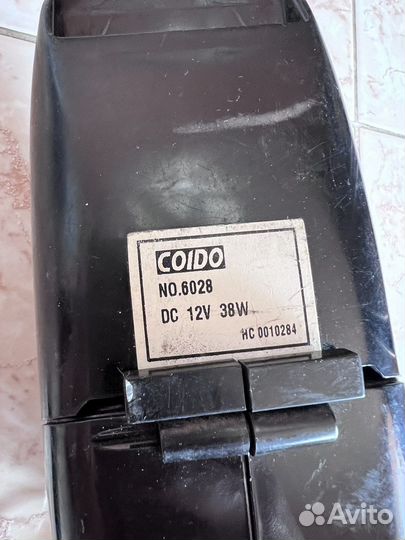 COIDO
NO.6028
DC 12V 38W
HC 0010284
Avito